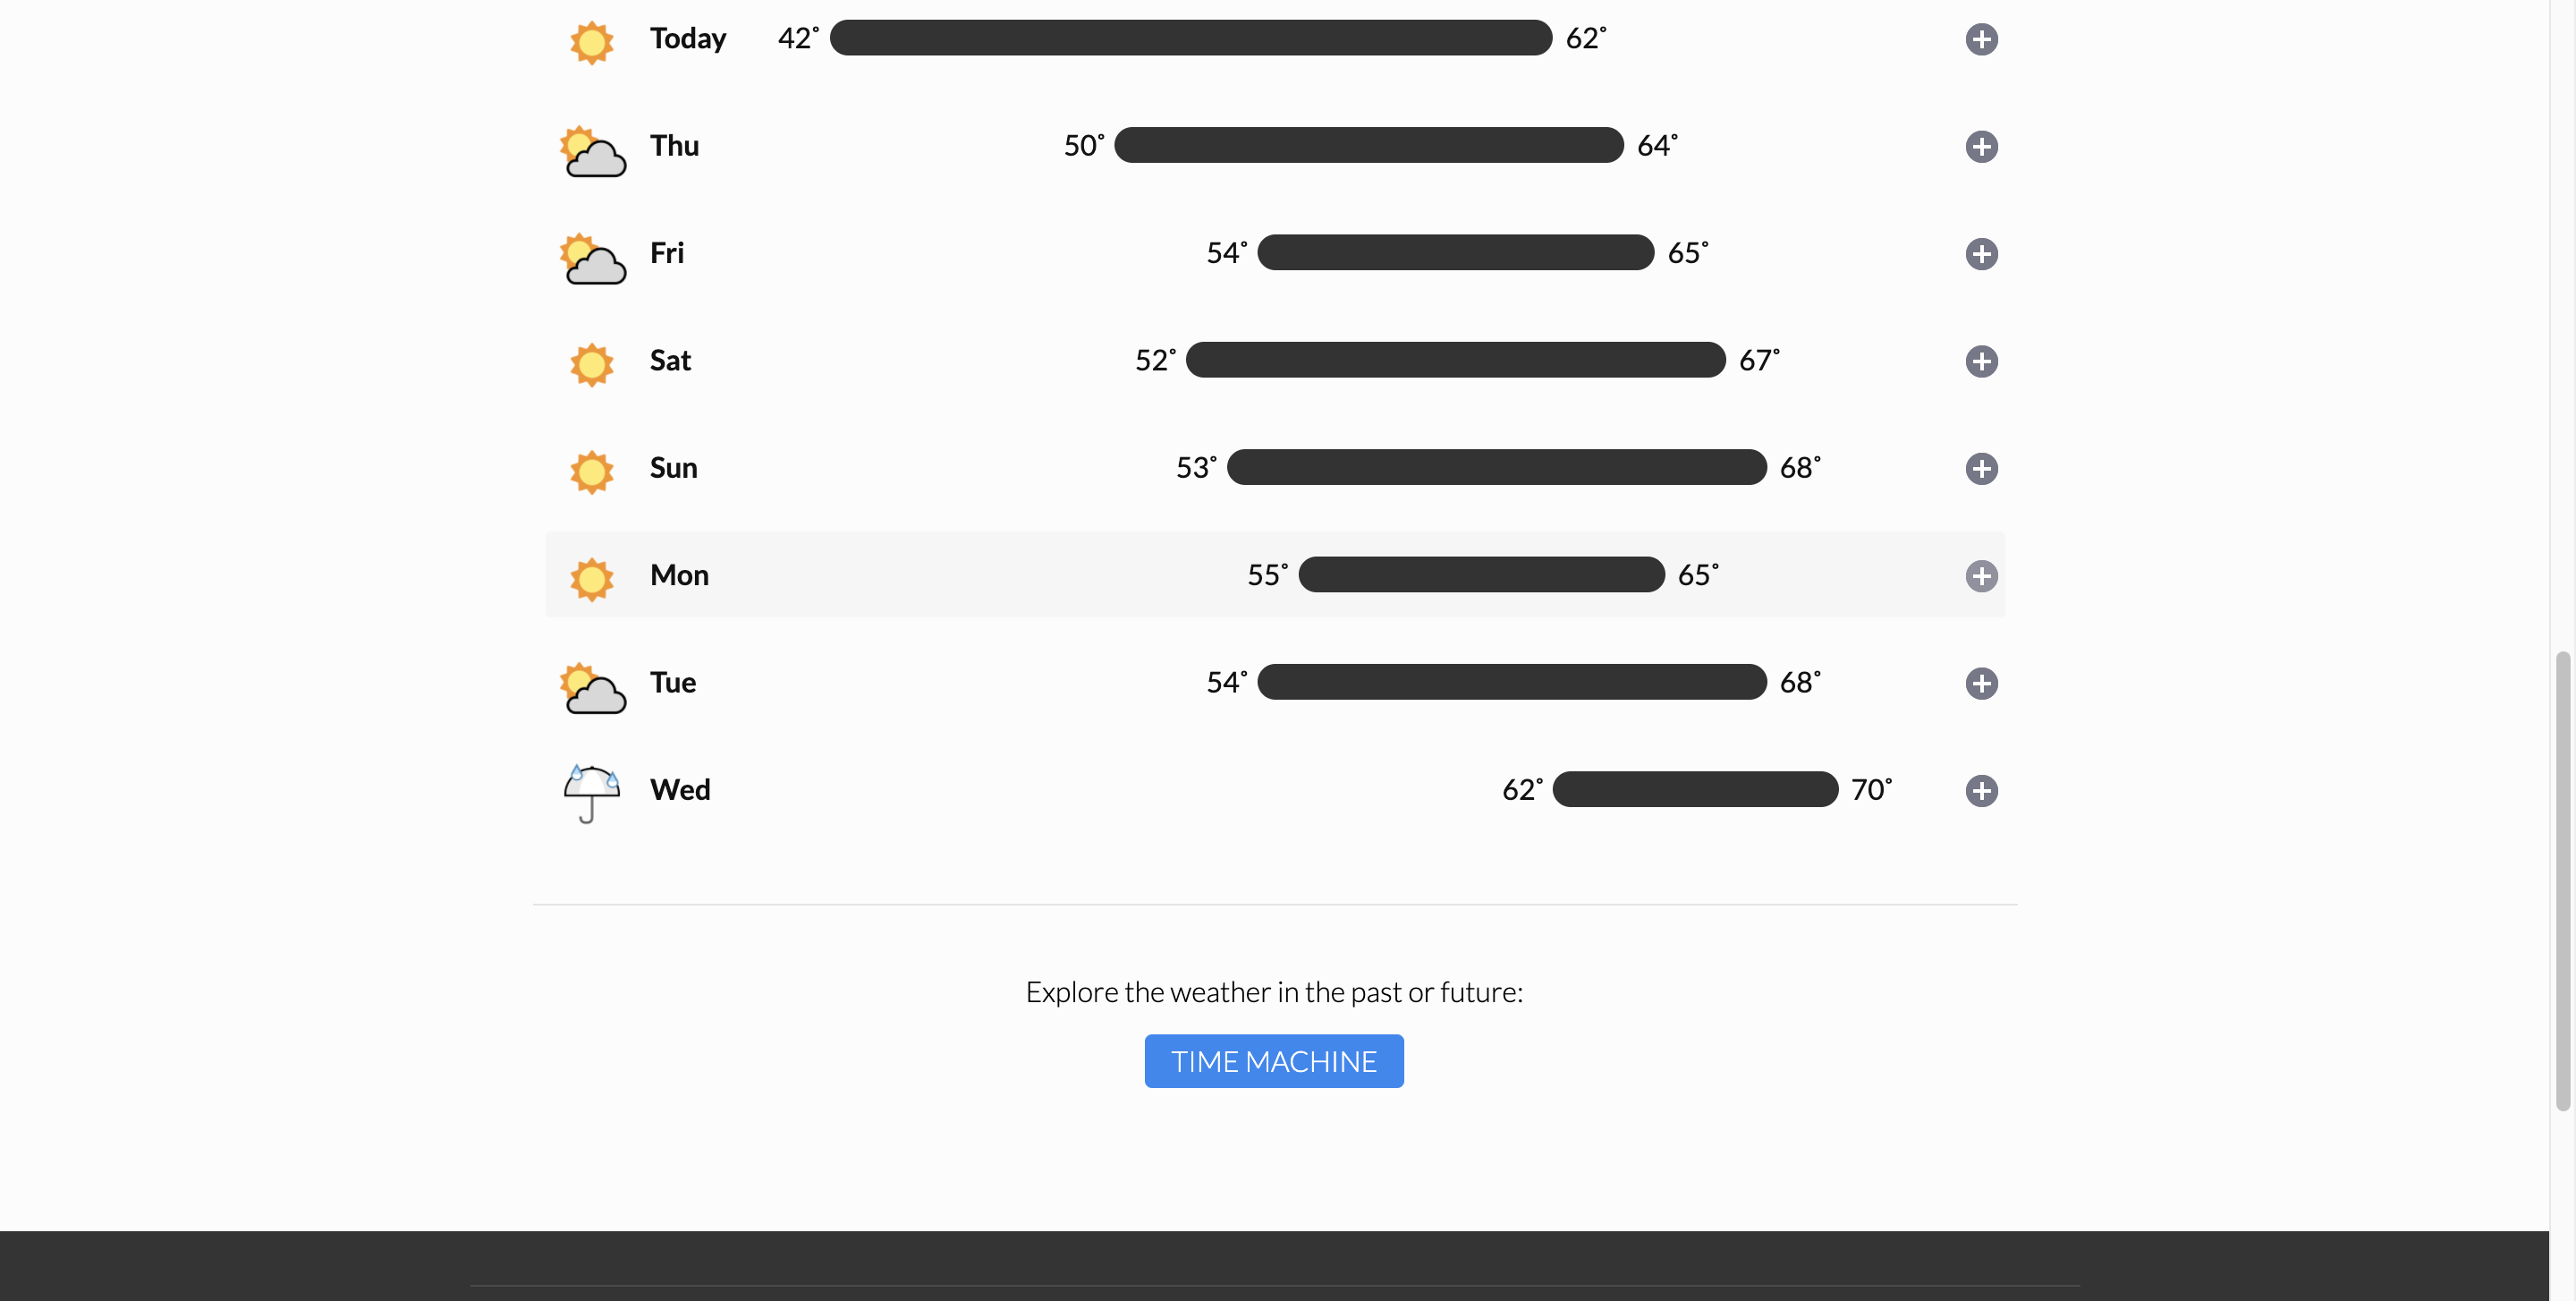 Today 42˚ 62˚
Thu 50˚ 64˚
Fri 54˚ 65˚
Sat 52˚ 67˚
Sun 53˚ 68˚
Mon 55˚ 65˚
Tue 54˚ 68˚
Wed 62˚ 70˚
Explore the weather in the past or future:
TIME MACHINE